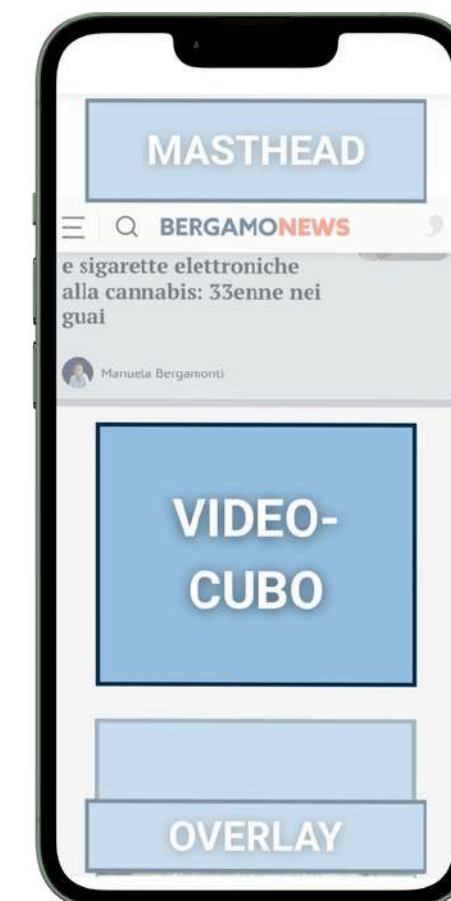 MASTHEAD
BERGAMONEWS
e sigarette elettroniche
alla cannabis: 33enne nei
guai
Manuela Bergamonti
VIDEO-
CUBO
OVERLAY